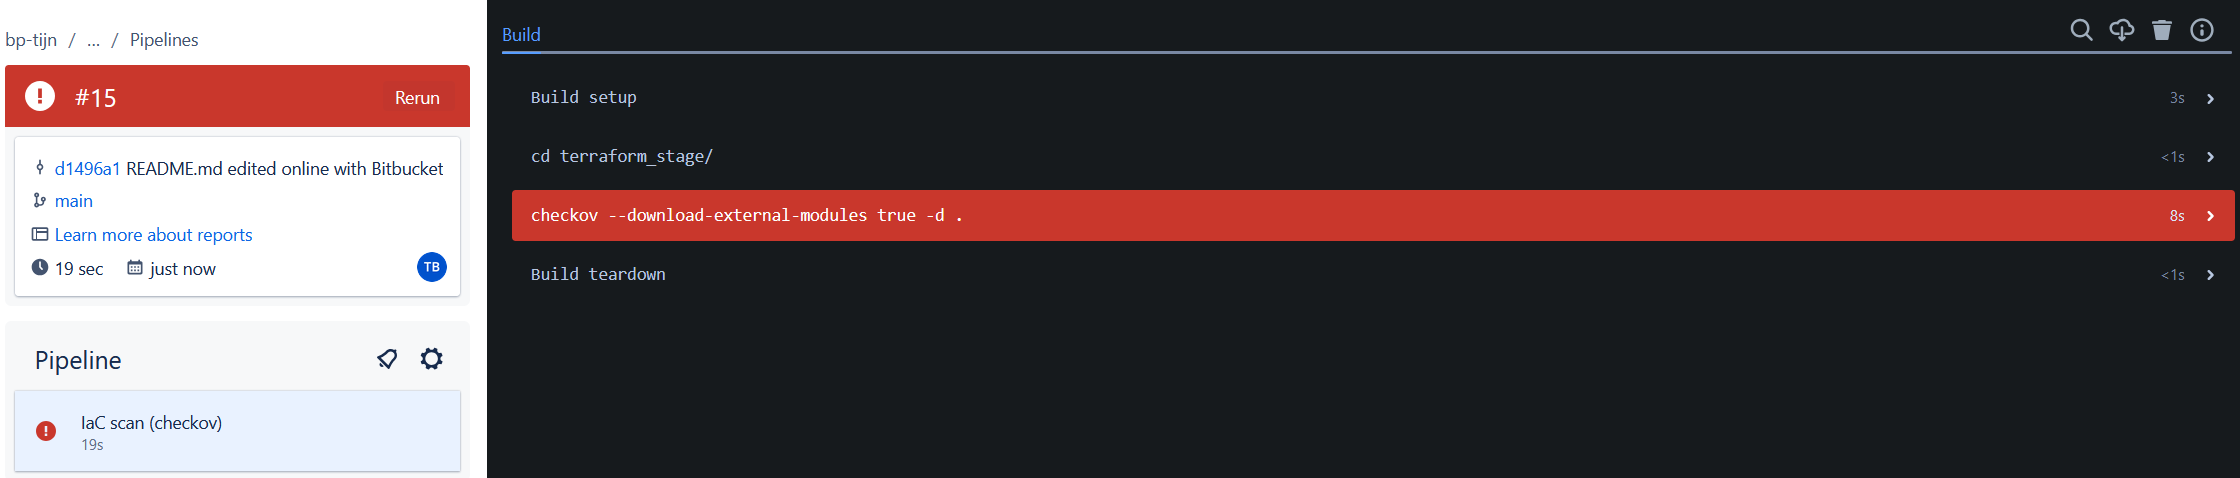 bp-tijn / ... / Pipelines
#15
Rerun
d1496a1 README.md edited online with Bitbucket
main
Learn more about reports
19 sec just now
TB
Pipeline
IaC scan (checkov)
19s
Build
Build setup 3s
cd terraform_stage/ <1s
checkov --download-external-modules true -d . 8s
Build teardown <1s